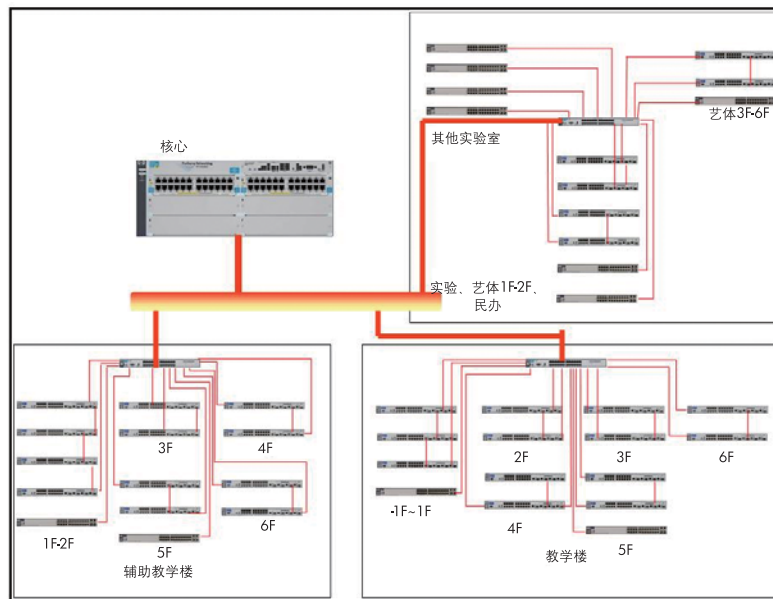 核心
其他实验室
艺体3F-6F
实验、艺体1F-2F、
民办
3F
4F
1F-2F
5F
6F
辅助教学楼
2F
3F
6F
-1F~1F
4F
5F
教学楼